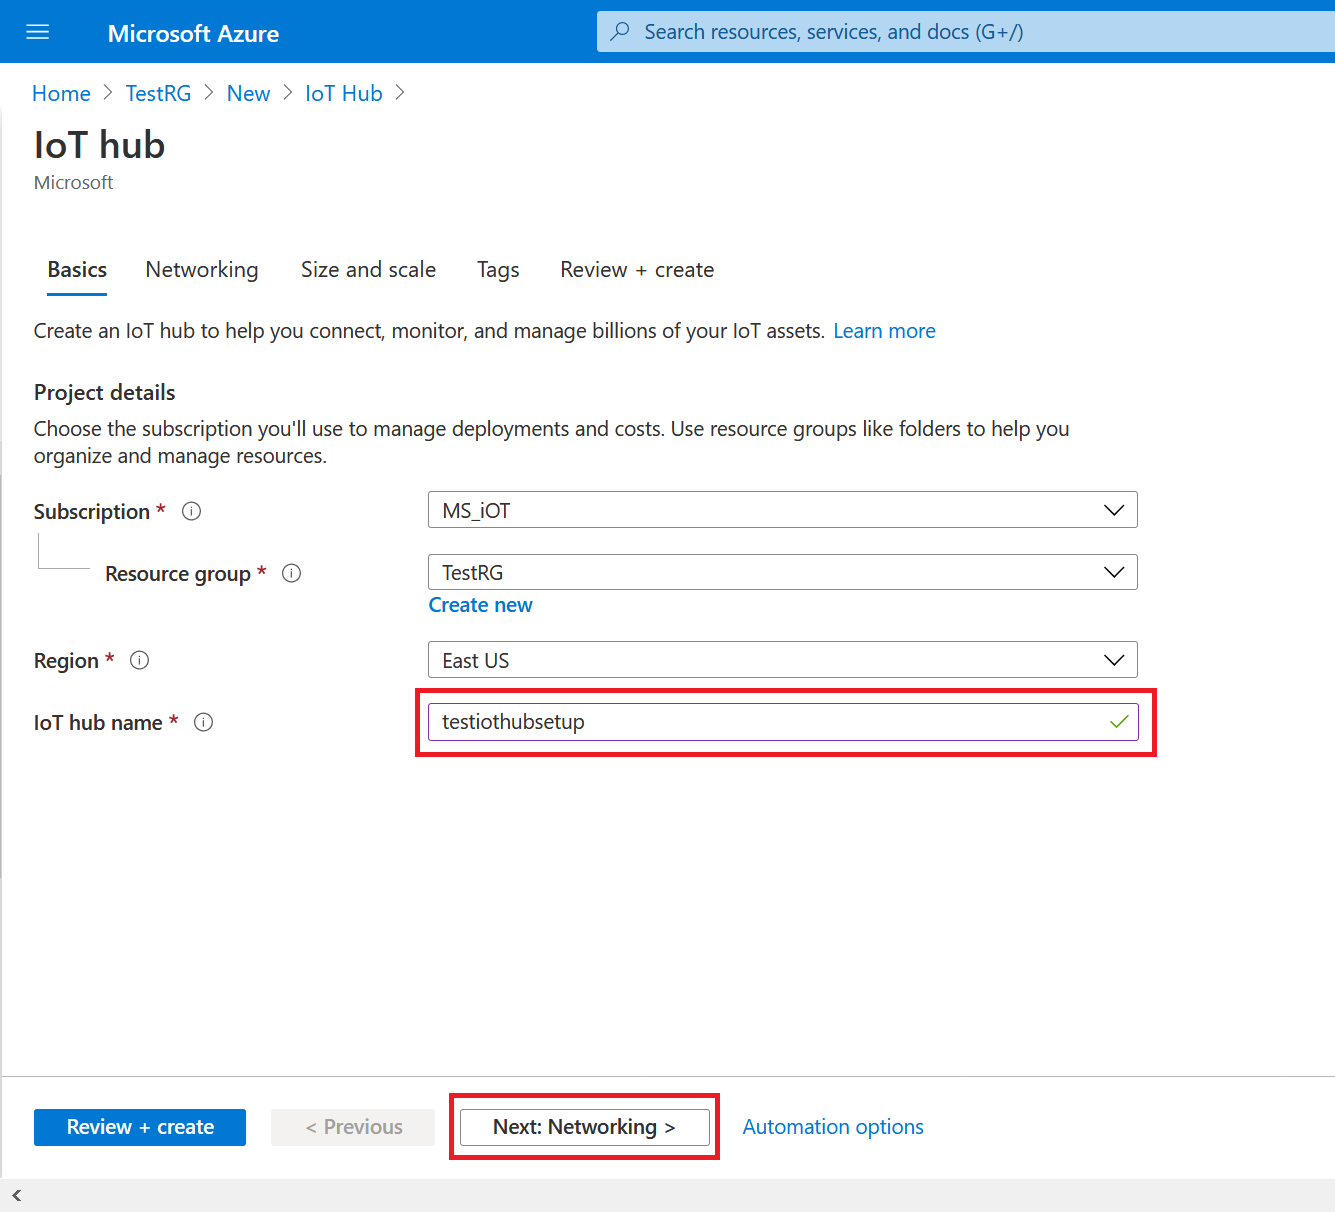 Microsoft Azure
Search resources, services, and docs (G+/)
Home > TestRG > New > IoT Hub >
IoT hub
Microsoft
Basics Networking Size and scale Tags Review + create
Create an IoT hub to help you connect, monitor, and manage billions of your IoT assets. Learn more
Project details
Choose the subscription you'll use to manage deployments and costs. Use resource groups like folders to help you
organize and manage resources.
Subscription *
MS_iOT
Resource group *
TestRG
Create new
Region *
East US
IoT hub name *
testiothubsetup
Review + create < Previous Next: Networking > Automation options